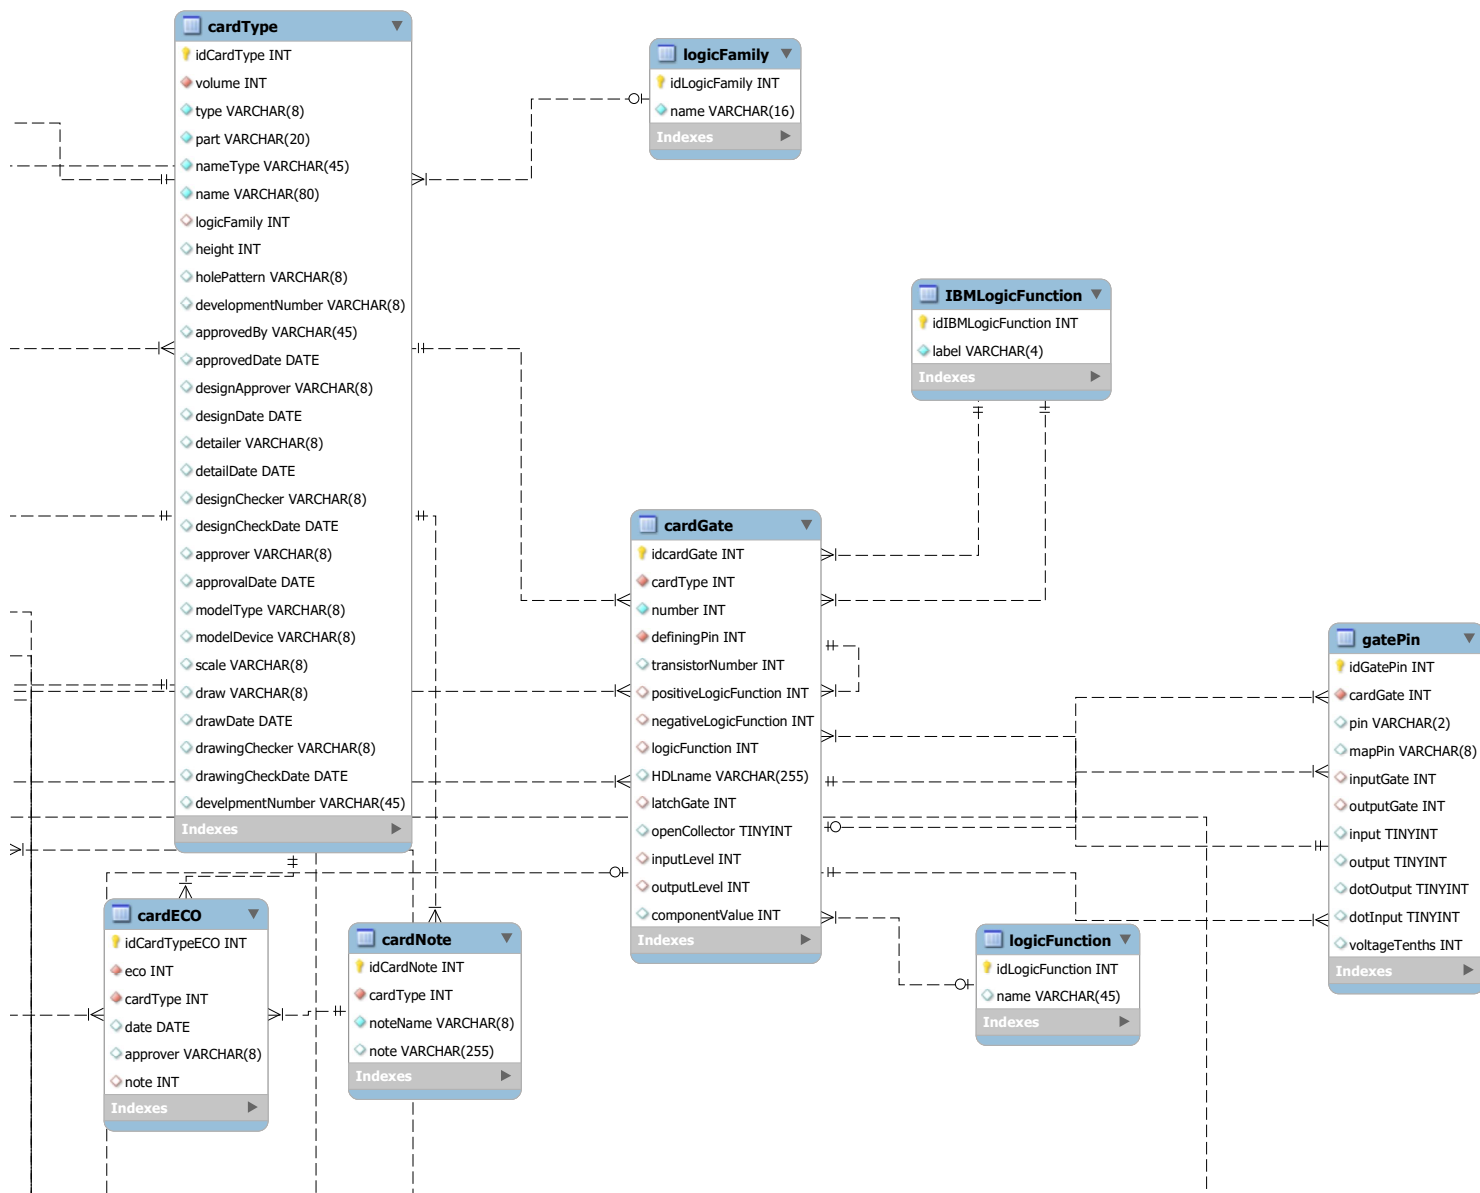 cardType
idCardType INT
volume INT
type VARCHAR(8)
part VARCHAR(20)
nameType VARCHAR(45)
name VARCHAR(80)
logicFamily INT
height INT
holePattern VARCHAR(8)
developmentNumber VARCHAR(8)
approvedBy VARCHAR(45)
approvedDate DATE
designApprover VARCHAR(8)
designDate DATE
detailer VARCHAR(8)
detailDate DATE
designChecker VARCHAR(8)
designCheckDate DATE
approver VARCHAR(8)
approvalDate DATE
modelType VARCHAR(8)
modelDevice VARCHAR(8)
scale VARCHAR(8)
draw VARCHAR(8)
drawDate DATE
drawingChecker VARCHAR(8)
drawingCheckDate DATE
develpmentNumber VARCHAR(45)
Indexes
logicFamily
idLogicFamily INT
name VARCHAR(16)
Indexes
IBMLogicFunction
idIBMLogicFunction INT
label VARCHAR(4)
Indexes
cardGate
idcardGate INT
cardType INT
number INT
definingPin INT
transistorNumber INT
positiveLogicFunction INT
negativeLogicFunction INT
logicFunction INT
HDLname VARCHAR(255)
latchGate INT
openCollector TINYINT
inputLevel INT
outputLevel INT
componentValue INT
Indexes
gatePin
idGatePin INT
cardGate INT
pin VARCHAR(2)
mapPin VARCHAR(8)
inputGate INT
outputGate INT
input TINYINT
output TINYINT
dotOutput TINYINT
dotInput TINYINT
voltageTenths INT
Indexes
cardECO
idCardTypeECO INT
eco INT
cardType INT
date DATE
approver VARCHAR(8)
note INT
Indexes
cardNote
idCardNote INT
cardType INT
noteName VARCHAR(8)
note VARCHAR(255)
Indexes
logicFunction
idLogicFunction INT
name VARCHAR(45)
Indexes